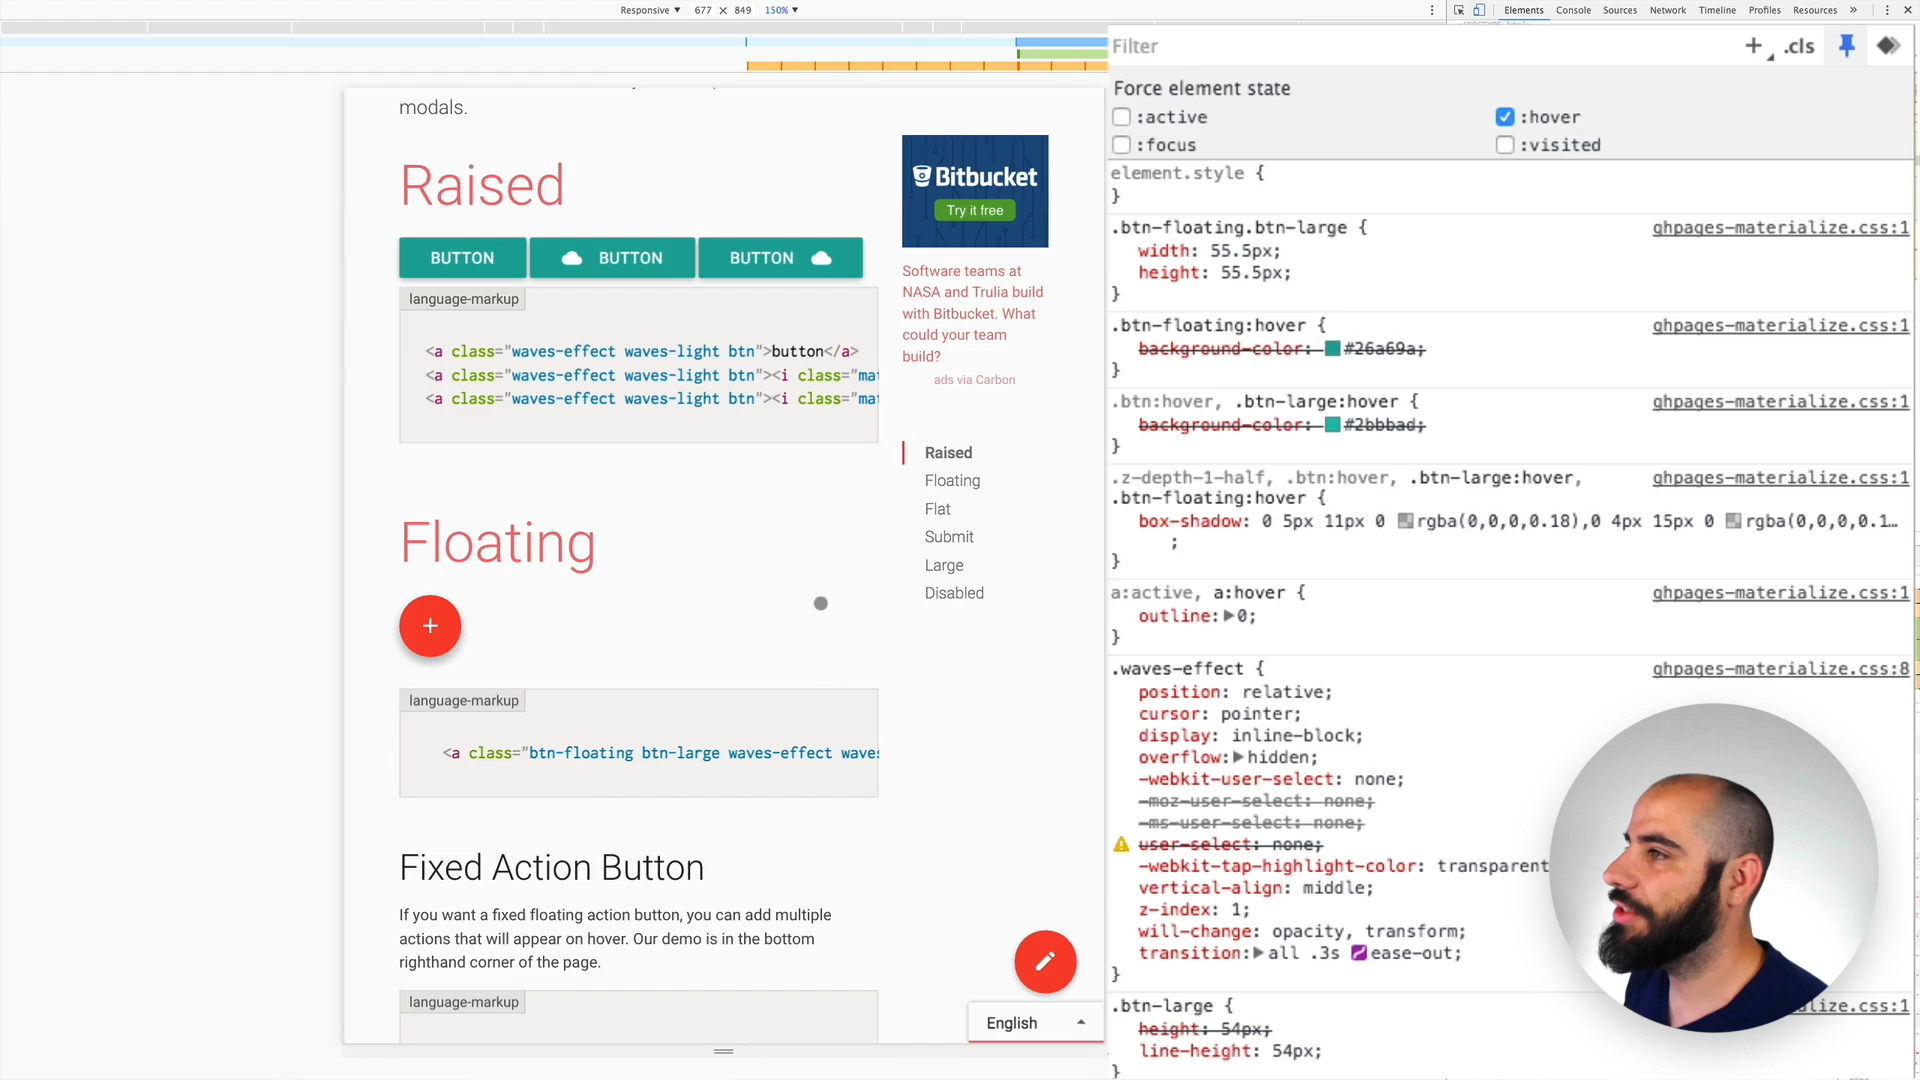 Responsive ▼ 677 × 849 150% ▼
Elements Console Sources Network Timeline Profiles Resources »
modals.
Raised
BUTTON
BUTTON
BUTTON
language-markup
<a class="waves-effect waves-light btn">button</a>
<a class="waves-effect waves-light btn"><i class="mat
<a class="waves-effect waves-light btn"><i class="mat
Floating
+
language-markup
<a class="btn-floating btn-large waves-effect waves
Fixed Action Button
If you want a fixed floating action button, you can add multiple
actions that will appear on hover. Our demo is in the bottom
righthand corner of the page.
language-markup
Bitbucket
Try it free
Software teams at
NASA and Trulia build
with Bitbucket. What
could your team
build?
ads via Carbon
Raised
Floating
Flat
Submit
Large
Disabled
English
Filter
+ .cls
Force element state
:active :hover
:focus :visited
element.style {
}
.btn-floating.btn-large { ghpages-materialize.css:1
width: 55.5px;
height: 55.5px;
}
.btn-floating:hover { ghpages-materialize.css:1
background-color: #26a69a;
}
.btn:hover, .btn-large:hover { ghpages-materialize.css:1
background-color: #2bbbad;
}
.z-depth-1-half, .btn:hover, .btn-large:hover, ghpages-materialize.css:1
.btn-floating:hover {
box-shadow: 0 5px 11px 0 rgba(0,0,0,0.18),0 4px 15px 0 rgba(0,0,0,0.1…
;
}
a:active, a:hover { ghpages-materialize.css:1
outline: 0;
}
.waves-effect { ghpages-materialize.css:8
position: relative;
cursor: pointer;
display: inline-block;
overflow: hidden;
-webkit-user-select: none;
-moz-user-select: none;
-ms-user-select: none;
user-select: none;
-webkit-tap-highlight-color: transparent
vertical-align: middle;
z-index: 1;
will-change: opacity, transform;
transition: all .3s ease-out;
}
.btn-large { alize.css:1
height: 54px;
line-height: 54px;
}